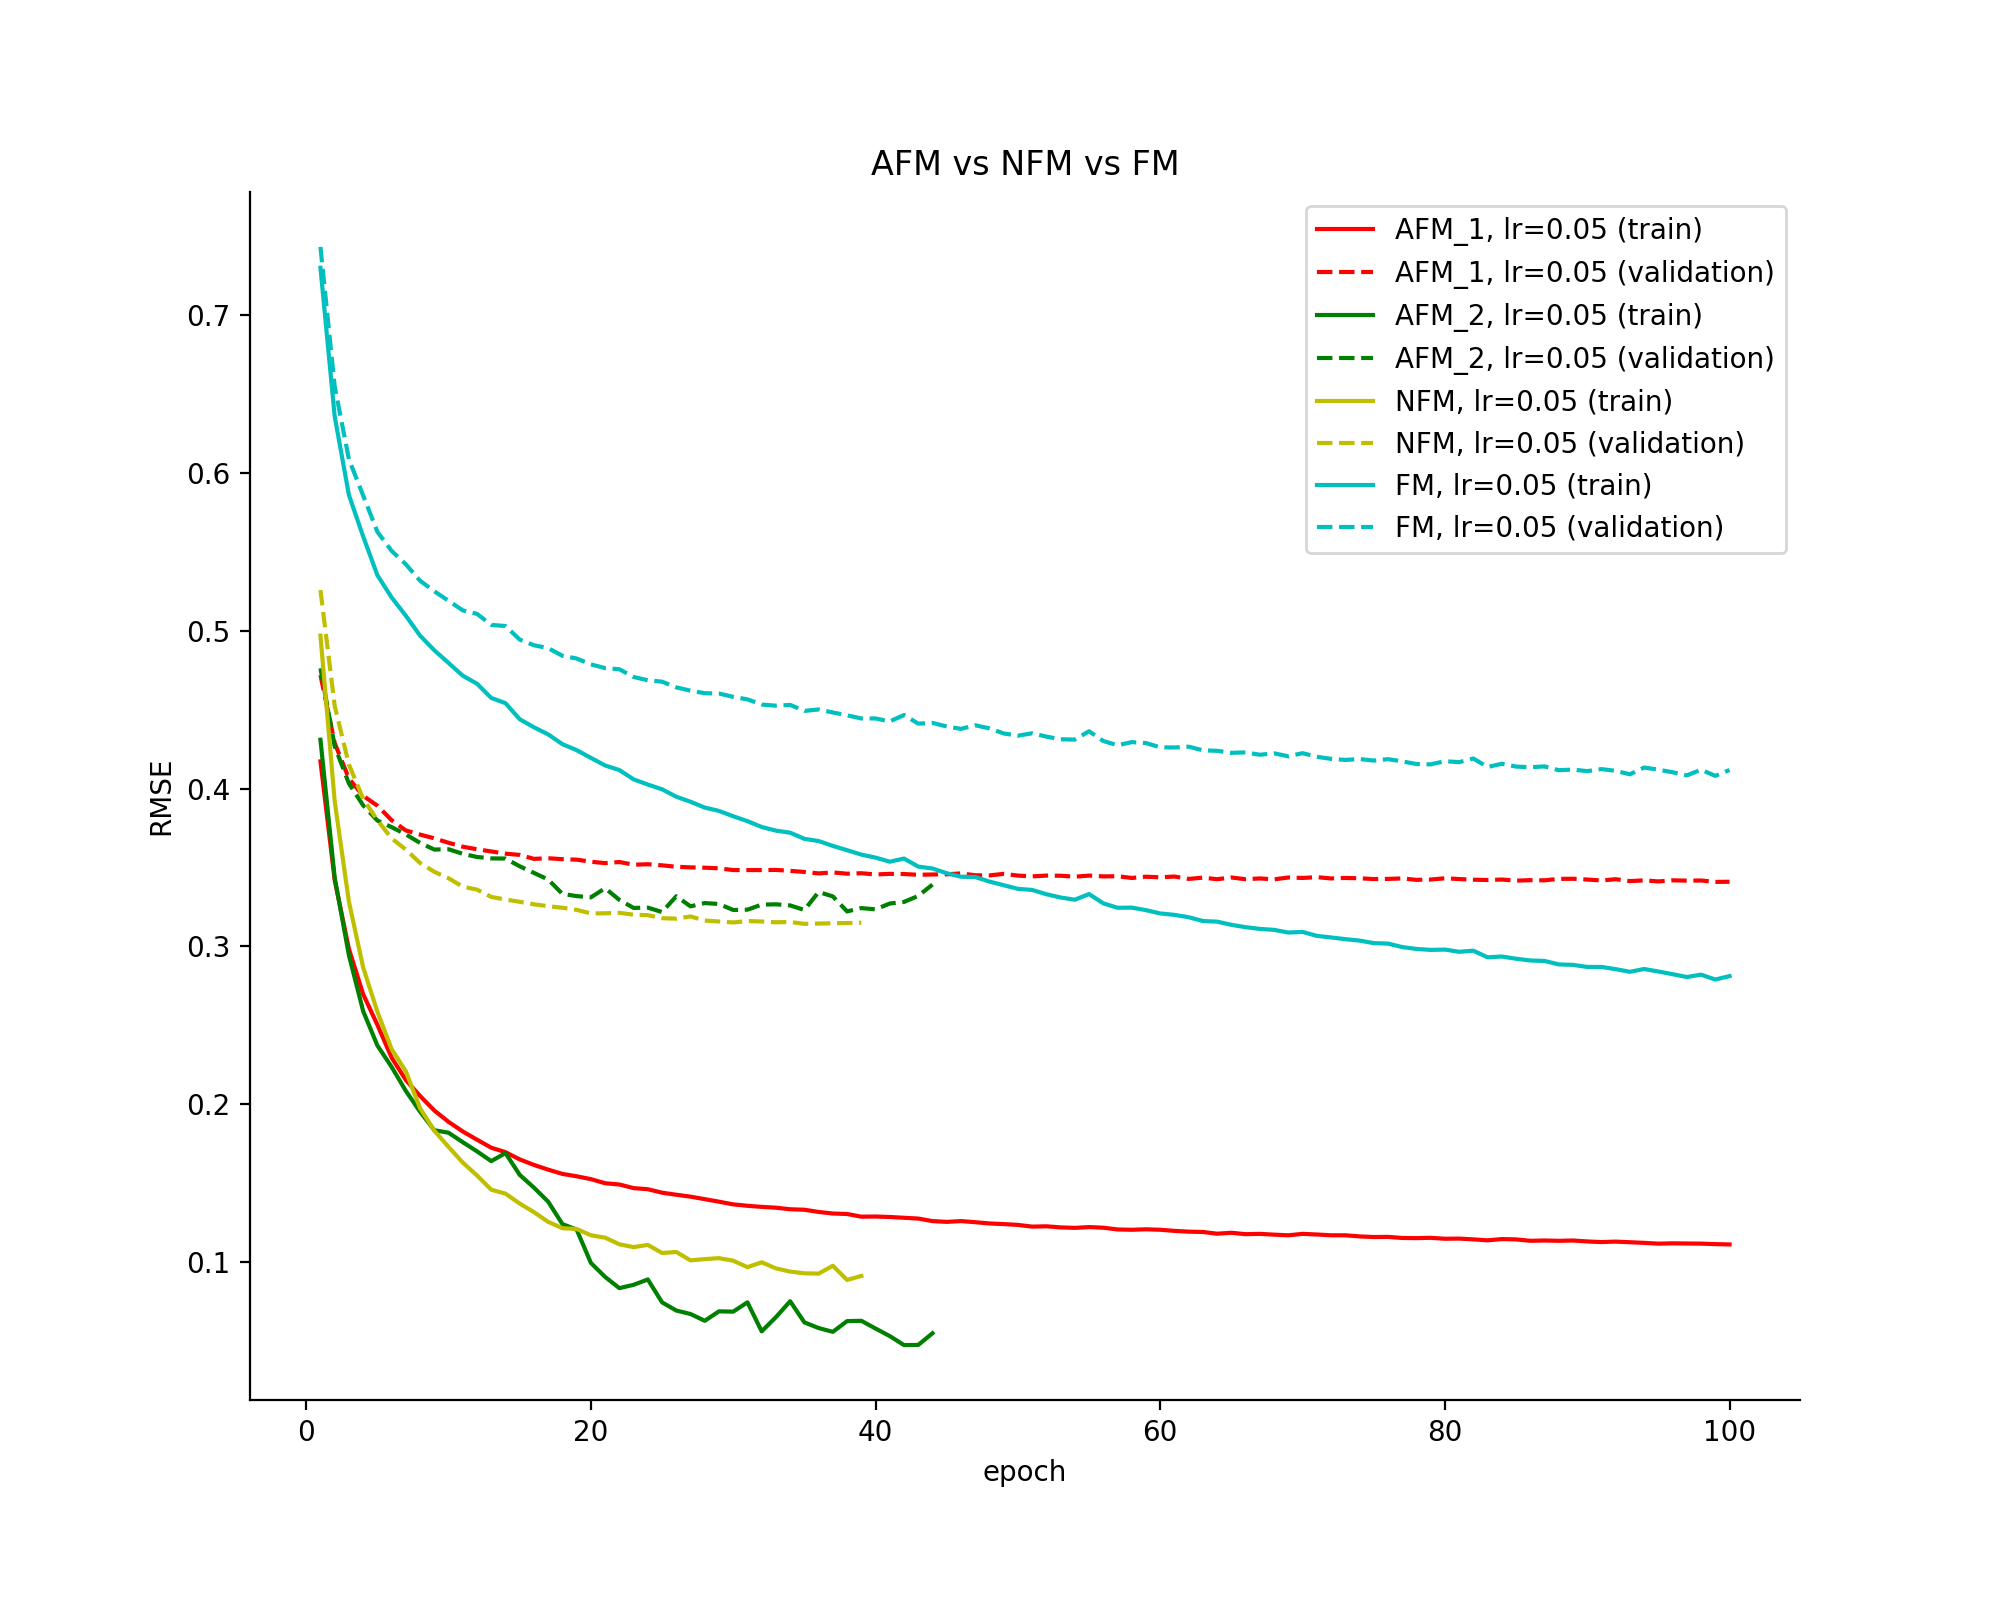 AFM vs NFM vs FM
AFM_1, lr=0.05 (train)
AFM_1, lr=0.05 (validation)
AFM_2, lr=0.05 (train)
AFM_2, lr=0.05 (validation)
NFM, lr=0.05 (train)
NFM, lr=0.05 (validation)
FM, lr=0.05 (train)
FM, lr=0.05 (validation)
RMSE
0.7
0.6
0.5
0.4
0.3
0.2
0.1
0 20 40 60 80 100
epoch